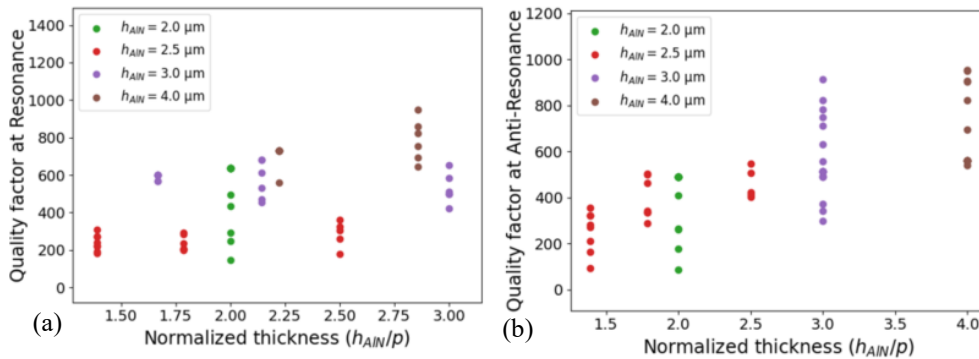 1400
1200
1000
800
600
400
200
0
Quality factor at Resonance
h_AlN = 2.0 μm
h_AlN = 2.5 μm
h_AlN = 3.0 μm
h_AlN = 4.0 μm
1.50 1.75 2.00 2.25 2.50 2.75 3.00
Normalized thickness (h_AlN/p)
(a)
1200
1000
800
600
400
200
0
Quality factor at Anti-Resonance
h_AlN = 2.0 μm
h_AlN = 2.5 μm
h_AlN = 3.0 μm
h_AlN = 4.0 μm
1.5 2.0 2.5 3.0 3.5 4.0
Normalized thickness (h_AlN/p)
(b)